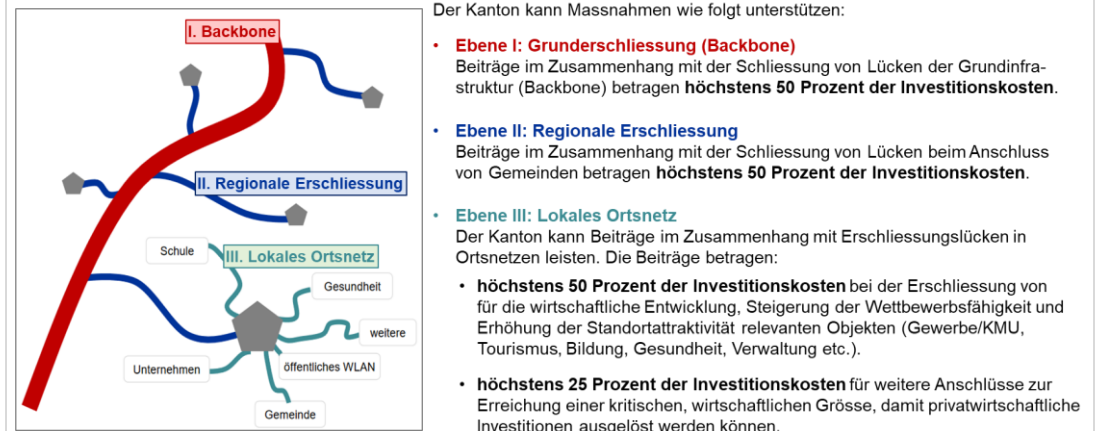 I. Backbone
II. Regionale Erschliessung
III. Lokales Ortsnetz
Schule
Gesundheit
weitere
öffentliches WLAN
Unternehmen
Gemeinde
Der Kanton kann Massnahmen wie folgt unterstützen:
• Ebene I: Grunderschliessung (Backbone)
Beiträge im Zusammenhang mit der Schliessung von Lücken der Grundinfra-
struktur (Backbone) betragen höchstens 50 Prozent der Investitionskosten.
• Ebene II: Regionale Erschliessung
Beiträge im Zusammenhang mit der Schliessung von Lücken beim Anschluss
von Gemeinden betragen höchstens 50 Prozent der Investitionskosten.
• Ebene III: Lokales Ortsnetz
Der Kanton kann Beiträge im Zusammenhang mit Erschliessungslücken in
Ortsnetzen leisten. Die Beiträge betragen:
• höchstens 50 Prozent der Investitionskosten bei der Erschliessung von
für die wirtschaftliche Entwicklung, Steigerung der Wettbewerbsfähigkeit und
Erhöhung der Standortattraktivität relevanten Objekten (Gewerbe/KMU,
Tourismus, Bildung, Gesundheit, Verwaltung etc.).
• höchstens 25 Prozent der Investitionskosten für weitere Anschlüsse zur
Erreichung einer kritischen, wirtschaftlichen Grösse, damit privatwirtschaftliche
Investitionen ausgelöst werden können.